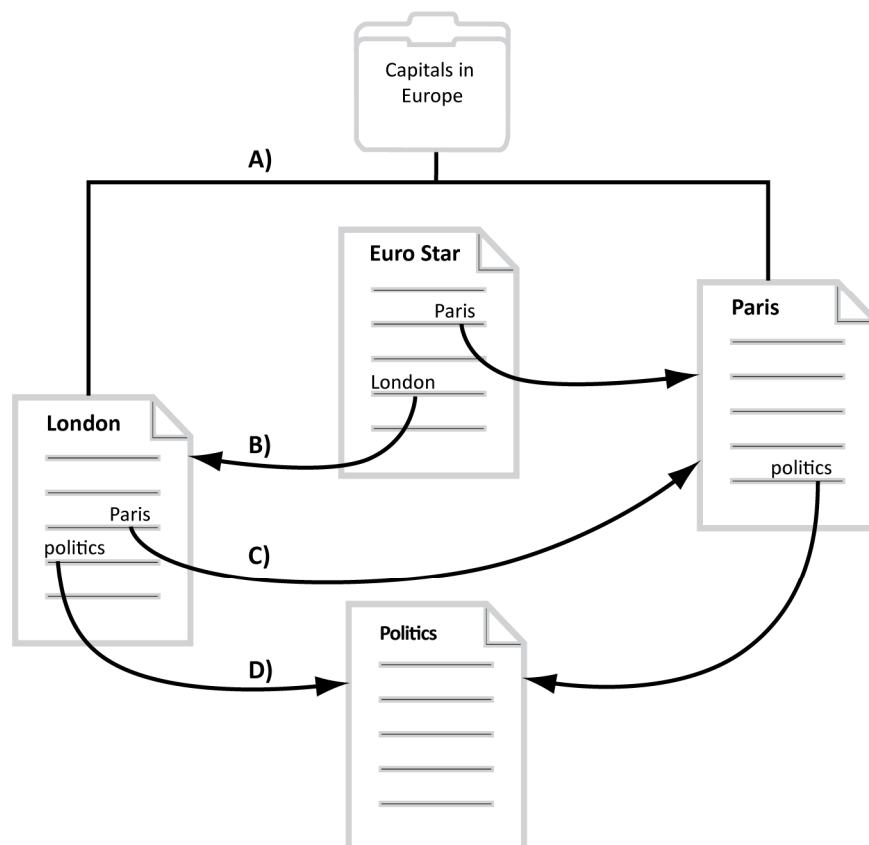 Capitals in
Europe
A)
Euro Star
Paris
London
Paris
politics
B)
London
Paris
politics
C)
D)
Politics